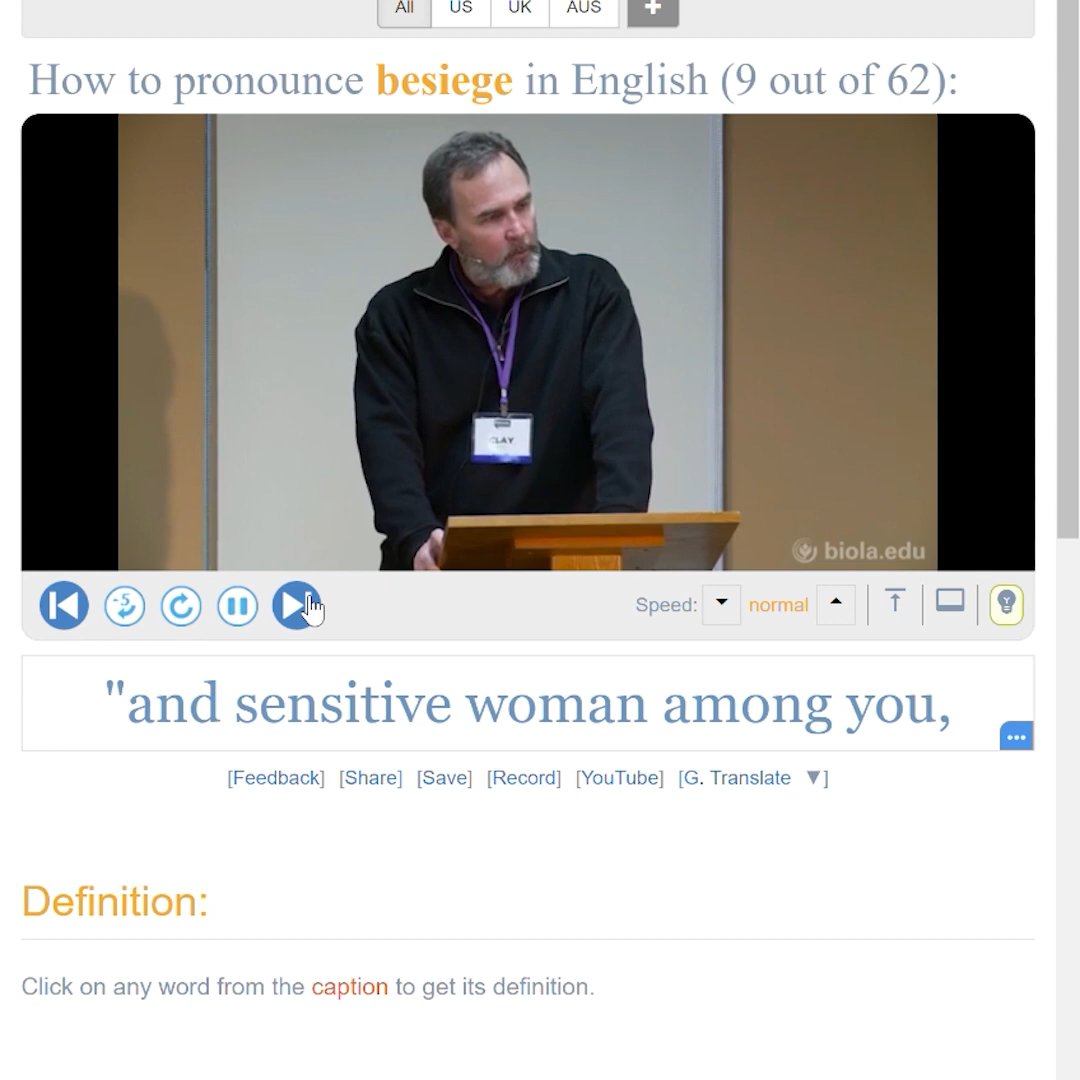 All US UK AUS +
How to pronounce besiege in English (9 out of 62):
CLAY
biola.edu
-5
Speed: normal
"and sensitive woman among you,
[Feedback] [Share] [Save] [Record] [YouTube] [G. Translate ▼]
Definition:
Click on any word from the caption to get its definition.